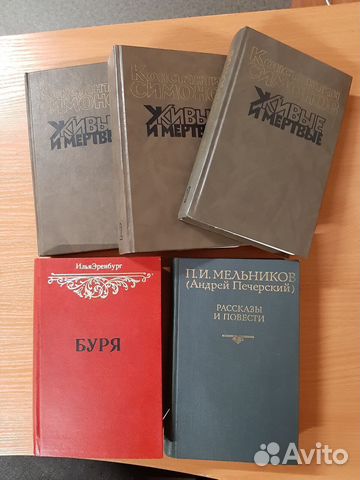 Константин
СИМОНОВ
ЖИВЫЕ
И МЕРТВЫЕ
Константин
СИМОНОВ
ЖИВЫЕ
И МЕРТВЫЕ
Константин
СИМОНОВ
ЖИВЫЕ
И МЕРТВЫЕ
Илья Эренбург
БУРЯ
П. И. МЕЛЬНИКОВ
(Андрей Печерский)
РАССКАЗЫ
И ПОВЕСТИ
Avito